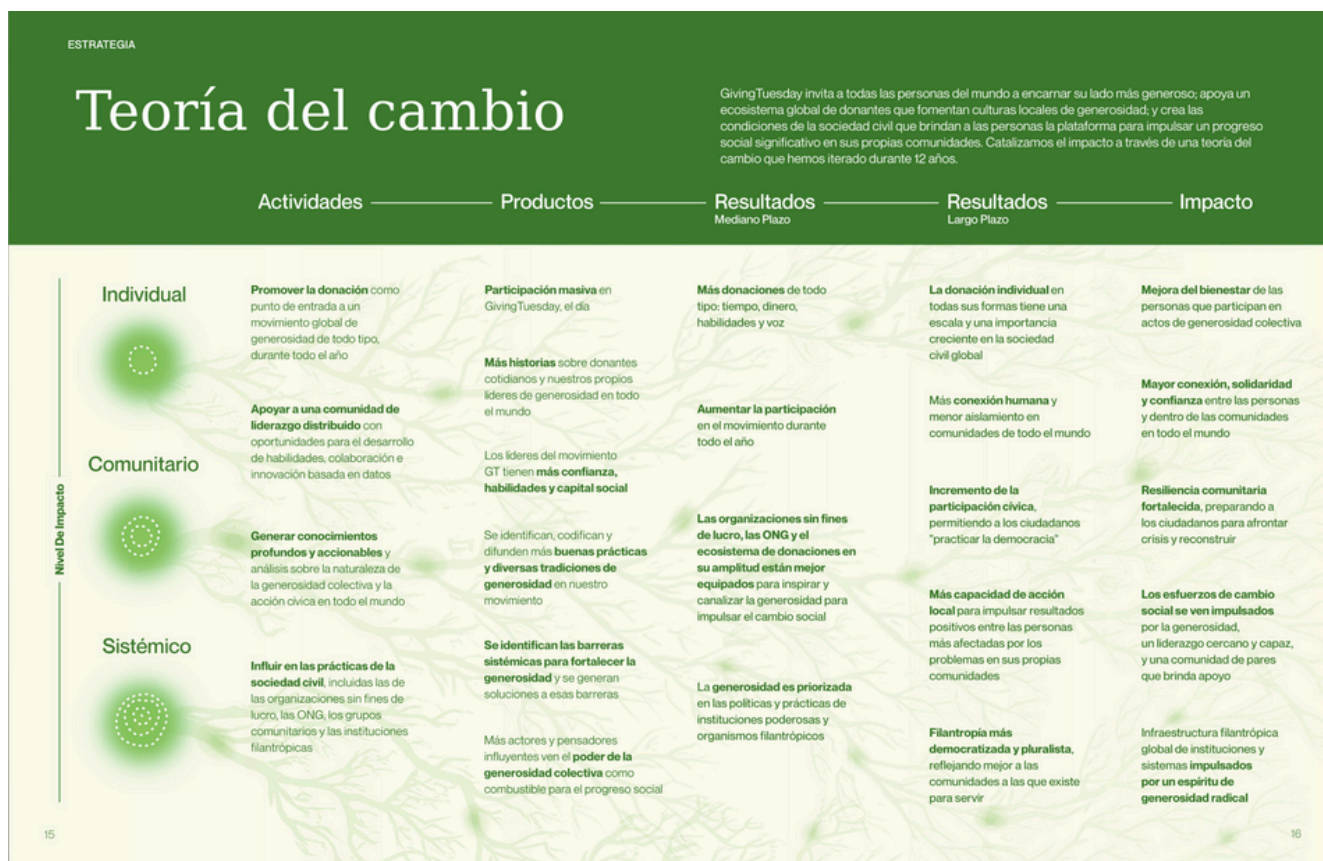 ESTRATEGIA
Teoría del cambio
GivingTuesday invita a todas las personas del mundo a encarnar su lado más generoso; apoya un
ecosistema global de donantes que fomentan culturas locales de generosidad; y crea las
condiciones de la sociedad civil que brindan a las personas la plataforma para impulsar un progreso
social significativo en sus propias comunidades. Catalizamos el impacto a través de una teoría del
cambio que hemos iterado durante 12 años.
Actividades
Productos
Resultados
Mediano Plazo
Resultados
Largo Plazo
Impacto
Nivel De Impacto
Individual
Comunitario
Sistémico
Promover la donación como
punto de entrada a un
movimiento global de
generosidad de todo tipo,
durante todo el año
Apoyar a una comunidad de
liderazgo distribuido con
oportunidades para el desarrollo
de habilidades, colaboración e
innovación basada en datos
Generar conocimientos
profundos y accionables y
análisis sobre la naturaleza de
la generosidad colectiva y la
acción cívica en todo el mundo
Influir en las prácticas de la
sociedad civil, incluidas las de
las organizaciones sin fines de
lucro, las ONG, los grupos
comunitarios y las instituciones
filantrópicas
Participación masiva en
GivingTuesday, el día
Más historias sobre donantes
cotidianos y nuestros propios
líderes de generosidad en todo
el mundo
Los líderes del movimiento
GT tienen más confianza,
habilidades y capital social
Se identifican, codifican y
difunden más buenas prácticas
y diversas tradiciones de
generosidad en nuestro
movimiento
Se identifican las barreras
sistémicas para fortalecer la
generosidad y se generan
soluciones a esas barreras
Más actores y pensadores
influyentes ven el poder de la
generosidad colectiva como
combustible para el progreso social
Más donaciones de todo
tipo: tiempo, dinero,
habilidades y voz
Aumentar la participación
en el movimiento durante
todo el año
Las organizaciones sin fines
de lucro, las ONG y el
ecosistema de donaciones en
su amplitud están mejor
equipados para inspirar y
canalizar la generosidad para
impulsar el cambio social
La generosidad es priorizada
en las políticas y prácticas de
instituciones poderosas y
organismos filantrópicos
La donación individual en
todas sus formas tiene una
escala y una importancia
creciente en la sociedad
civil global
Más conexión humana y
menor aislamiento en
comunidades de todo el mundo
Incremento de la
participación cívica,
permitiendo a los ciudadanos
"practicar la democracia"
Más capacidad de acción
local para impulsar resultados
positivos entre las personas
más afectadas por los
problemas en sus propias
comunidades
Filantropía más
democratizada y pluralista,
reflejando mejor a las
comunidades a las que existe
para servir
Mejora del bienestar de las
personas que participan en
actos de generosidad colectiva
Mayor conexión, solidaridad
y confianza entre las personas
y dentro de las comunidades
en todo el mundo
Resiliencia comunitaria
fortalecida, preparando a
los ciudadanos para afrontar
crisis y reconstruir
Los esfuerzos de cambio
social se ven impulsados
por la generosidad,
un liderazgo cercano y capaz,
y una comunidad de pares
que brinda apoyo
Infraestructura filantrópica
global de instituciones y
sistemas impulsados
por un espíritu de
generosidad radical
15
16